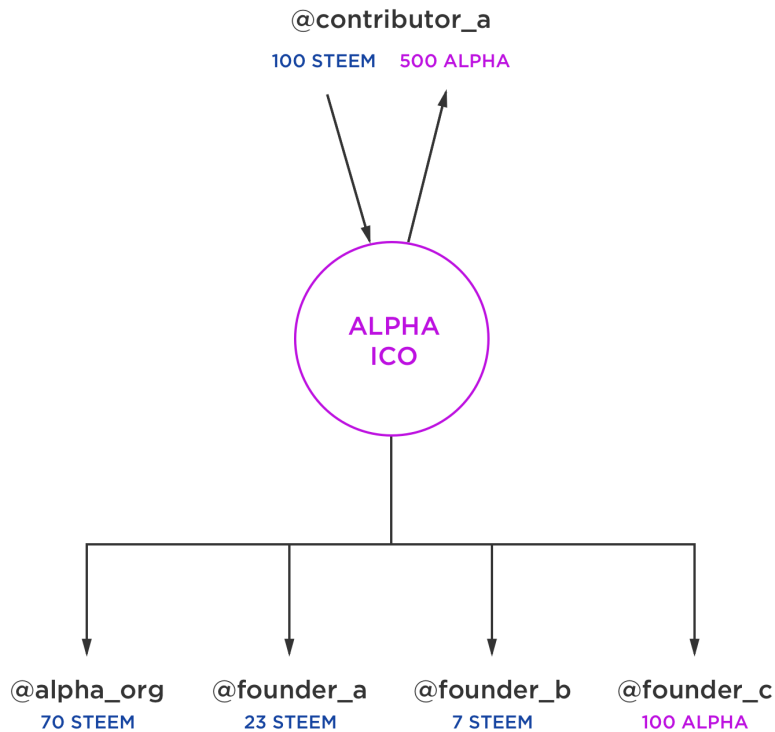 @contributor_a
100 STEEM 500 ALPHA
ALPHA
ICO
@alpha_org @founder_a @founder_b @founder_c
70 STEEM 23 STEEM 7 STEEM 100 ALPHA